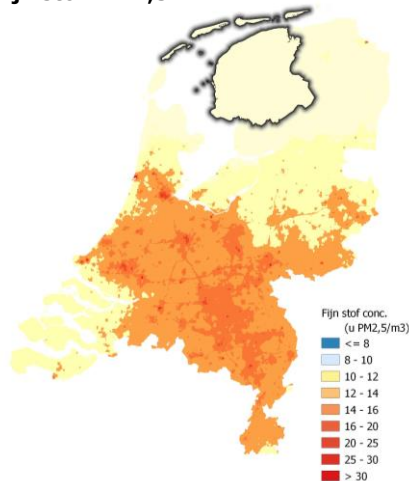 Fijn stof conc.
(u PM2,5/m3)
<= 8
8 - 10
10 - 12
12 - 14
14 - 16
16 - 20
20 - 25
25 - 30
> 30